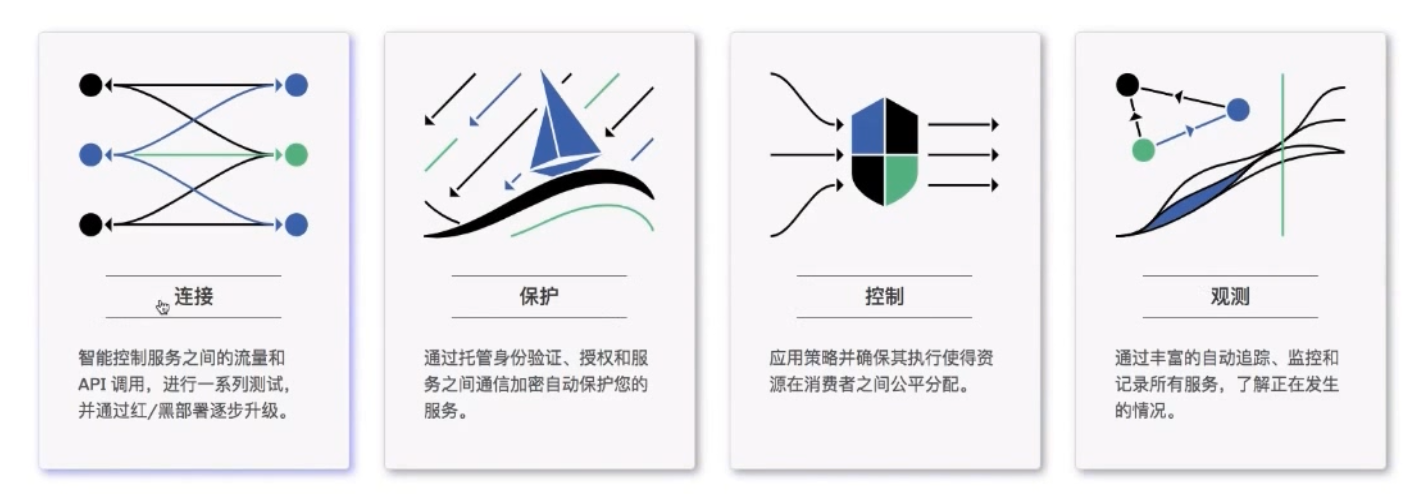 连接
智能控制服务之间的流量和
API 调用，进行一系列测试，
并通过红/黑部署逐步升级。
保护
通过托管身份验证、授权和服
务之间通信加密自动保护您的
服务。
控制
应用策略并确保其执行使得资
源在消费者之间公平分配。
观测
通过丰富的自动追踪、监控和
记录所有服务，了解正在发生
的情况。